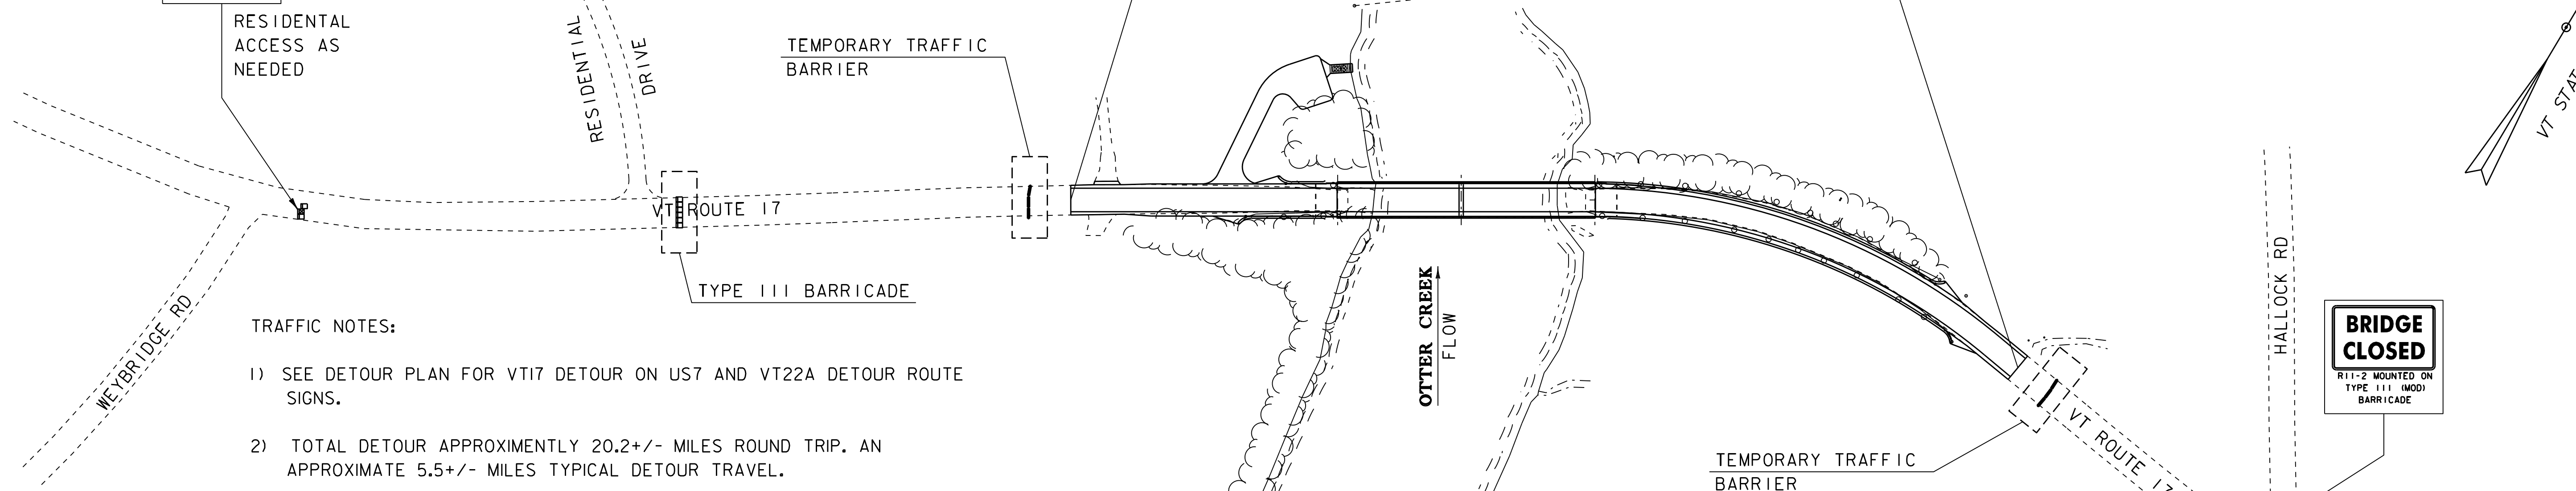 RESIDENTAL
ACCESS AS
NEEDED
RESIDENTIAL
DRIVE
TEMPORARY TRAFFIC
BARRIER
VT STAT
VT ROUTE 17
TYPE III BARRICADE
WEYBRIDGE RD
TRAFFIC NOTES:
1) SEE DETOUR PLAN FOR VT17 DETOUR ON US7 AND VT22A DETOUR ROUTE
SIGNS.
2) TOTAL DETOUR APPROXIMENTLY 20.2+/- MILES ROUND TRIP. AN
APPROXIMATE 5.5+/- MILES TYPICAL DETOUR TRAVEL.
OTTER CREEK
FLOW
HALLOCK RD
BRIDGE
CLOSED
R11-2 MOUNTED ON
TYPE III (MOD)
BARRICADE
VT ROUTE 17
TEMPORARY TRAFFIC
BARRIER